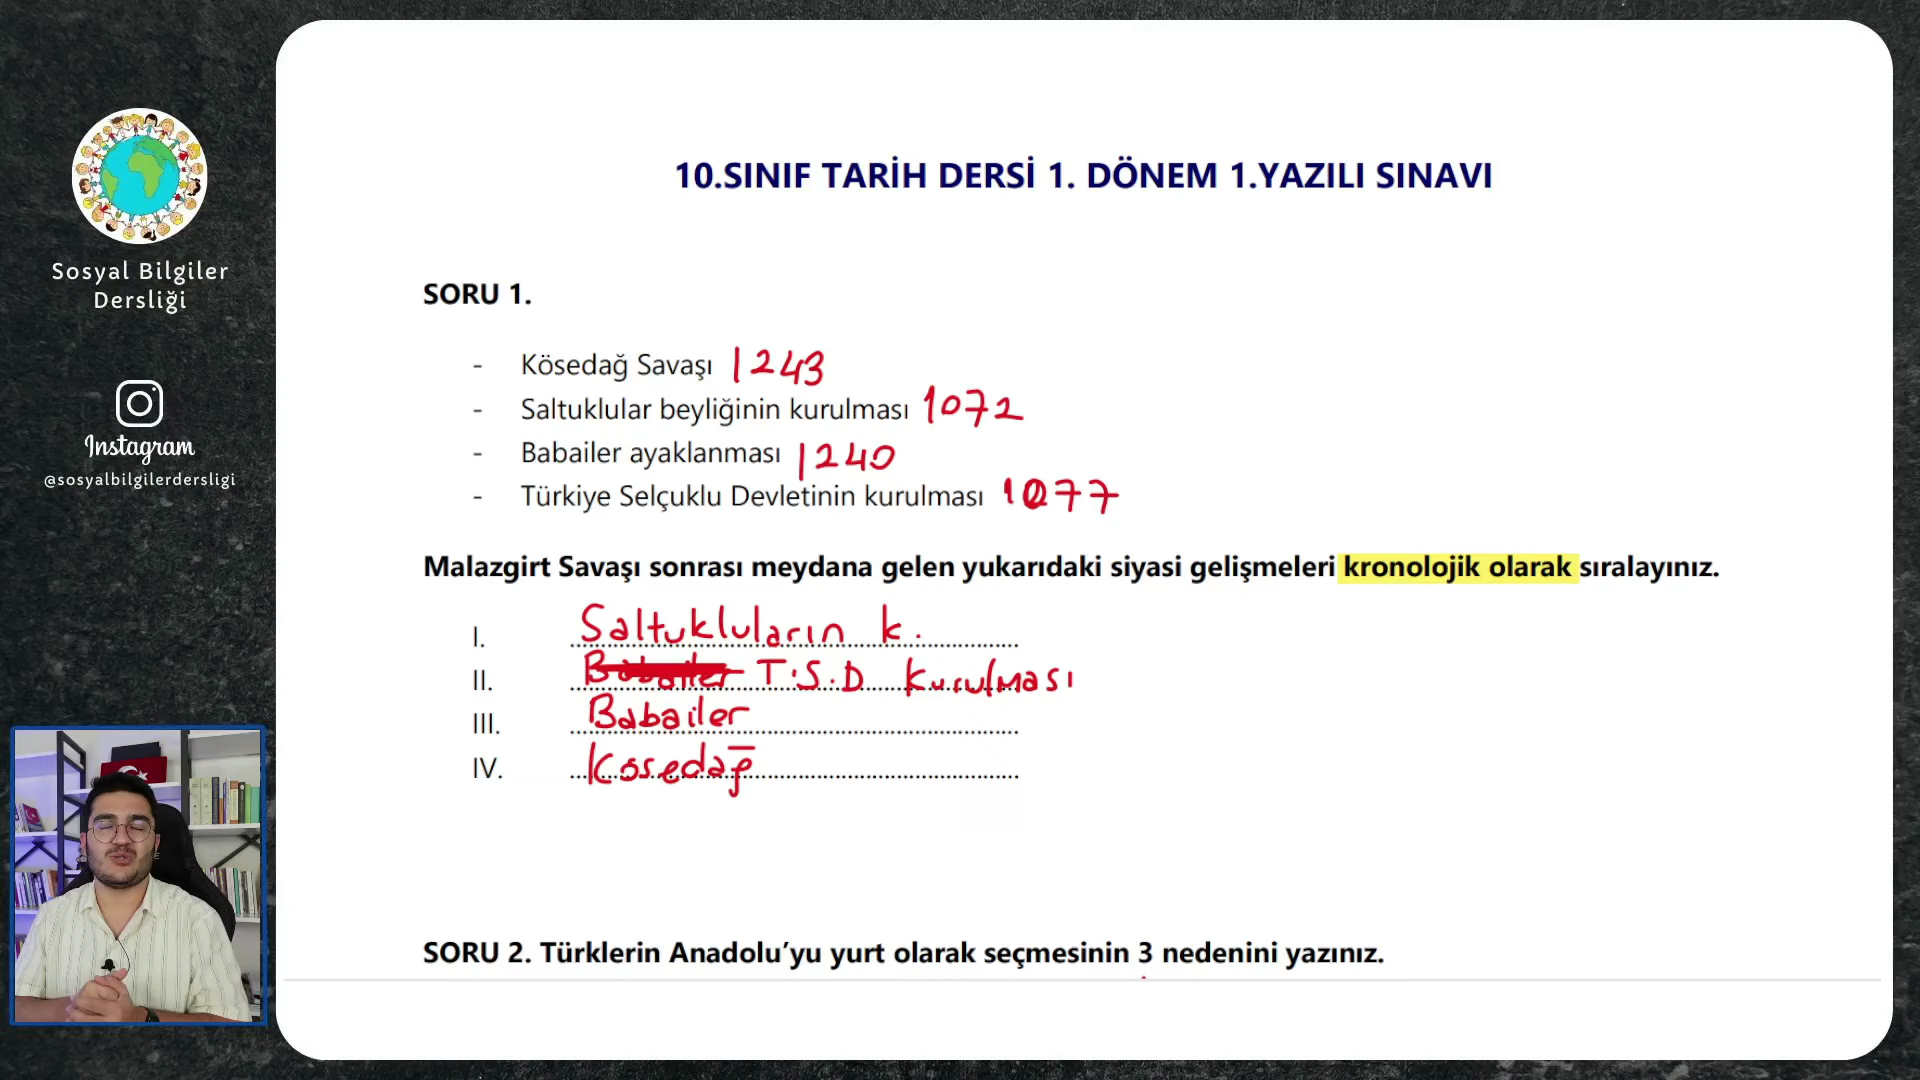 Sosyal Bilgiler
Dersliği
Instagram
@sosyalbilgilerdersligi
10.SINIF TARİH DERSİ 1. DÖNEM 1.YAZILI SINAVI
SORU 1.
- Kösedağ Savaşı 1243
- Saltuklular beyliğinin kurulması 1072
- Babailer ayaklanması 1240
- Türkiye Selçuklu Devletinin kurulması 1077
Malazgirt Savaşı sonrası meydana gelen yukarıdaki siyasi gelişmeleri kronolojik olarak sıralayınız.
I. Saltukluların k.
II. Babailer T.S.D kurulması
III. Babailer
IV. Kösedağ
SORU 2. Türklerin Anadolu'yu yurt olarak seçmesinin 3 nedenini yazınız.